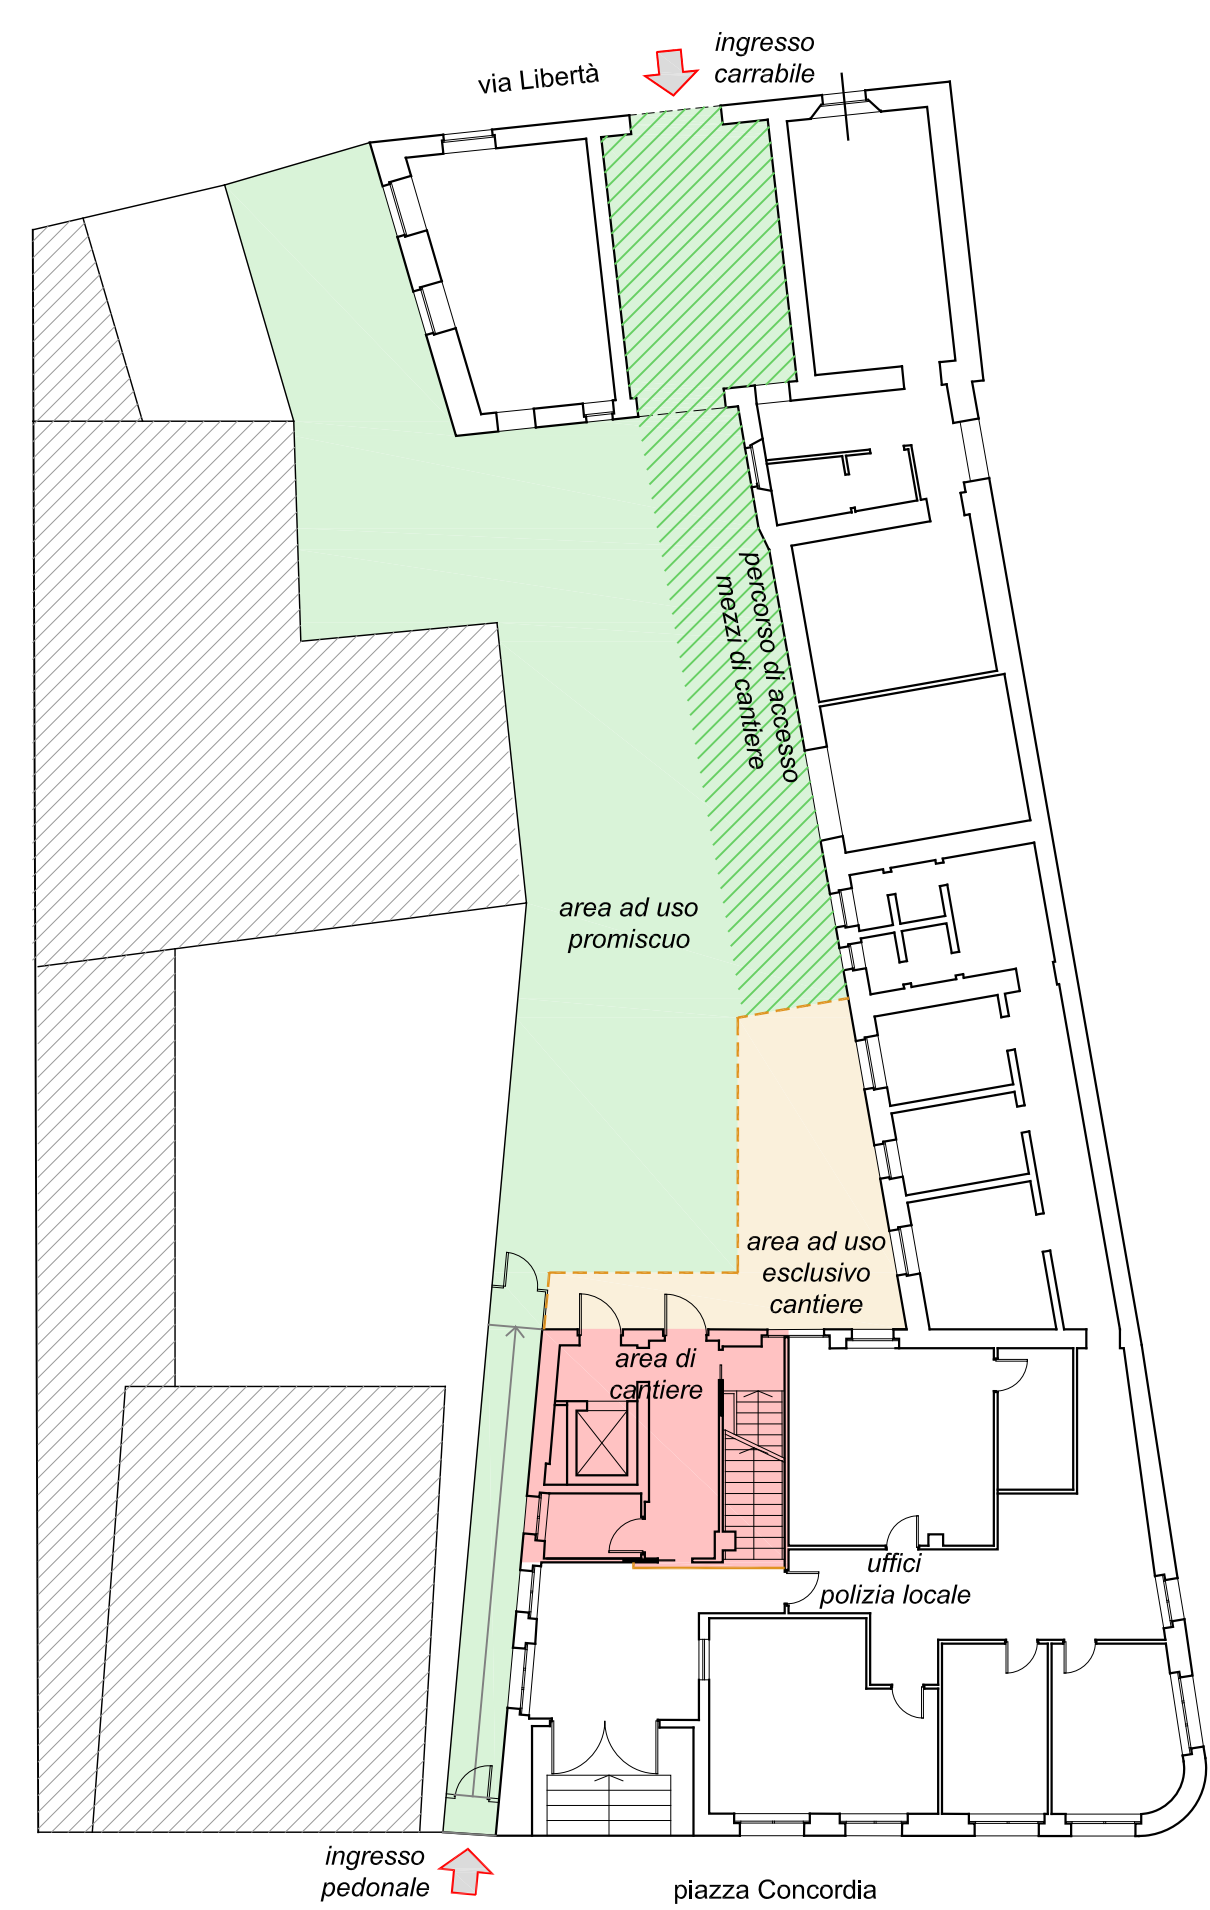 ingresso
carrabile
via Libertà
percorso di accesso
mezzi di cantiere
area ad uso
promiscuo
area ad uso
esclusivo
cantiere
area di
cantiere
uffici
polizia locale
ingresso
pedonale
piazza Concordia